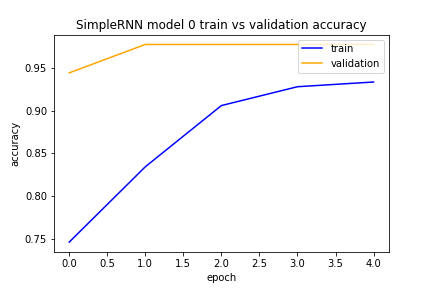 SimpleRNN model 0 train vs validation accuracy
train
validation
0.95
0.90
0.85
0.80
0.75
accuracy
0.0 0.5 1.0 1.5 2.0 2.5 3.0 3.5 4.0
epoch